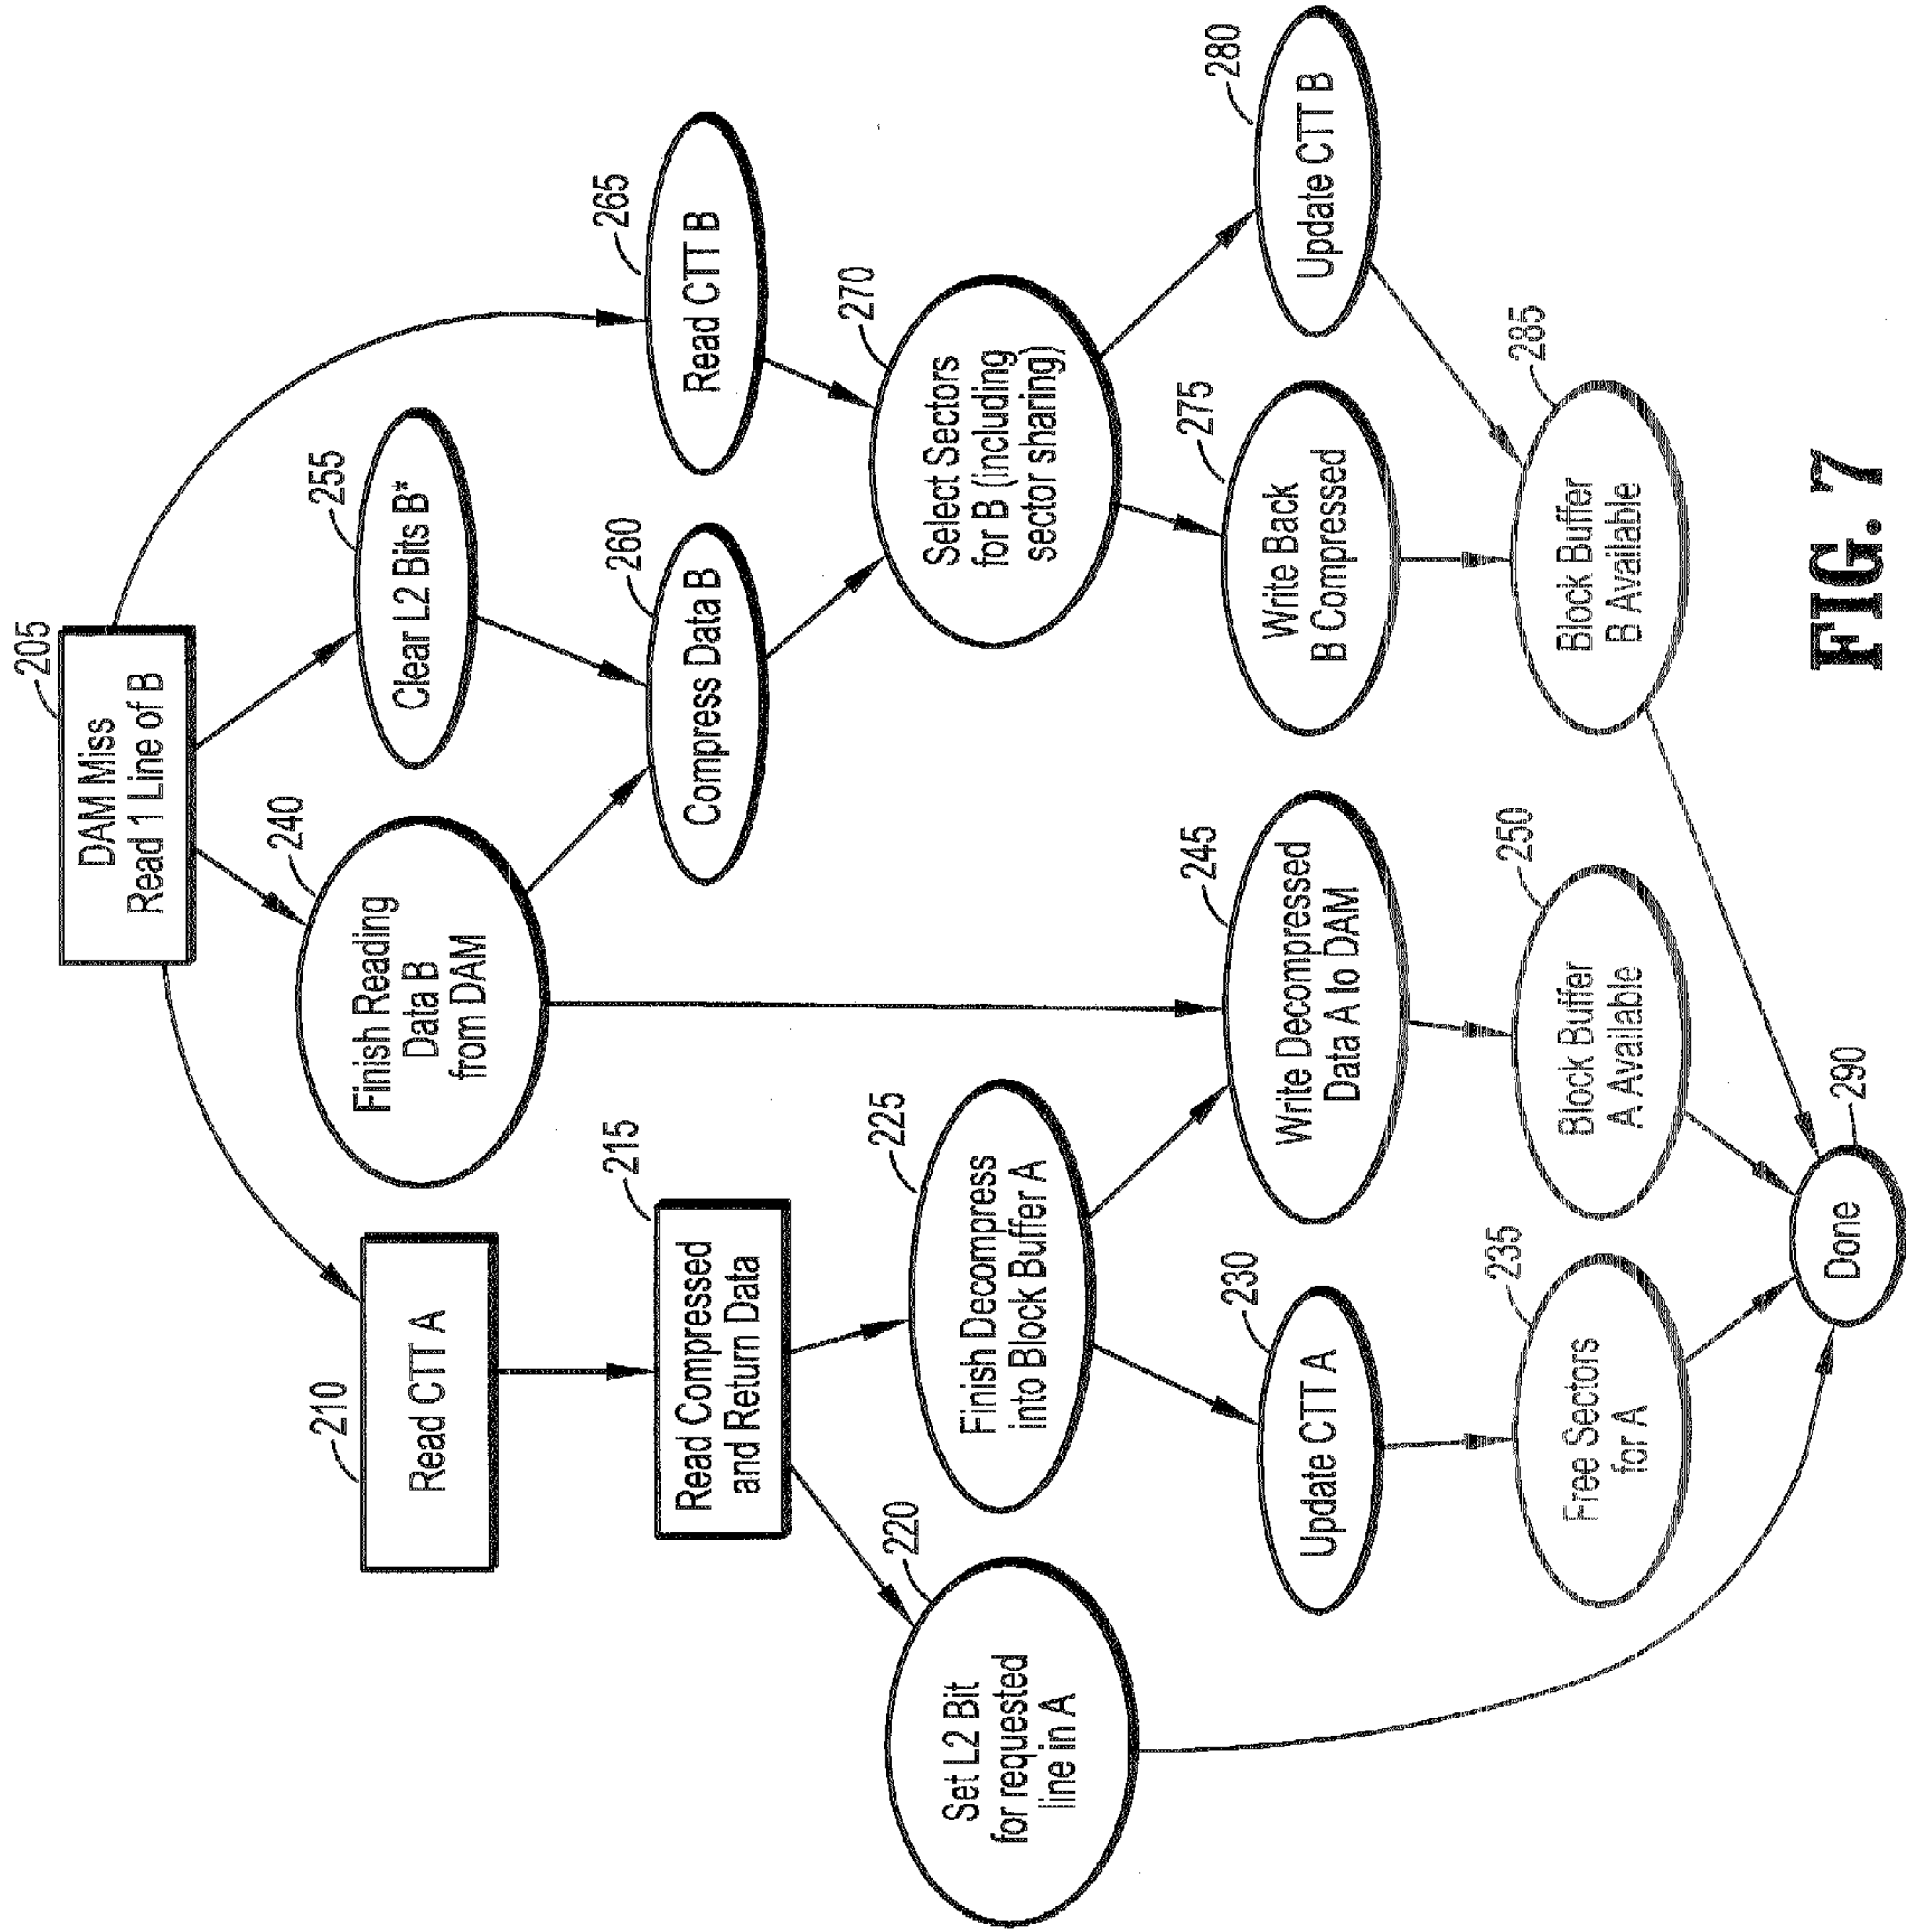 205
DAM Miss
Read 1 Line of B
210
Read CTT A
240
Finish Reading
Data B
from DAM
255
Clear L2 Bits B*
215
Read Compressed
and Return Data
260
Compress Data B
265
Read CTT B
220
Set L2 Bit
for requested
line in A
225
Finish Decompress
into Block Buffer A
270
Select Sectors
for B (including
sector sharing)
230
Update CTT A
245
Write Decompressed
Data A to DAM
275
Write Back
B Compressed
280
Update CTT B
235
Free Sectors
for A
250
Block Buffer
A Available
285
Block Buffer
B Available
290
Done
FIG. 7